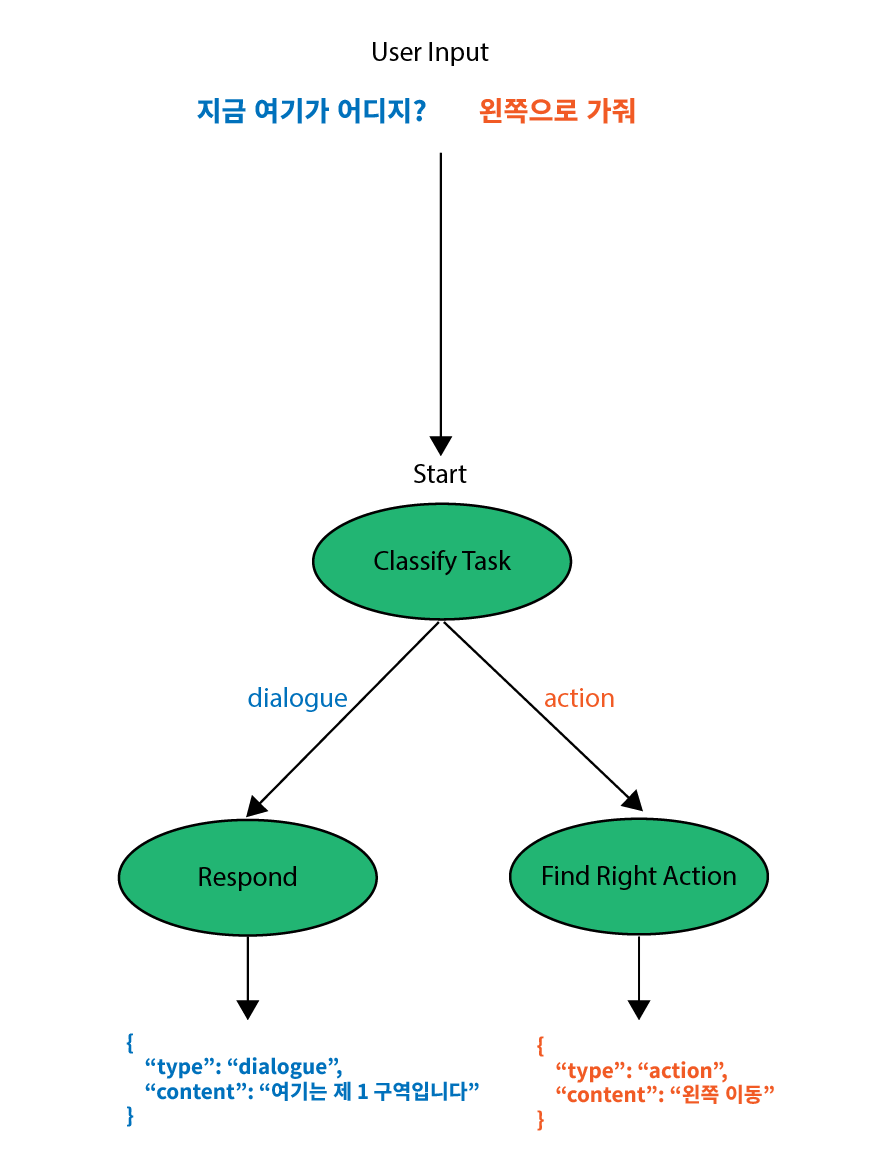 User Input
지금 여기가 어디지? 왼쪽으로 가줘
Start
Classify Task
dialogue
action
Respond
Find Right Action
{
“type”: “dialogue”,
“content”: “여기는 제 1 구역입니다”
}
{
“type”: “action”,
“content”: “왼쪽 이동”
}